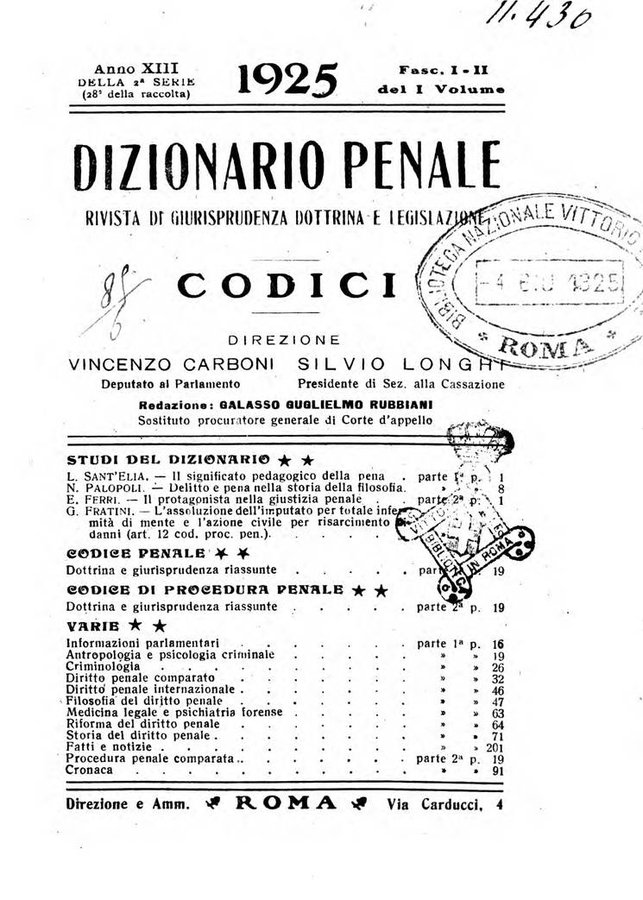 11.430
Anno XIII
DELLA 2ª SERIE
(28ª della raccolta)
1925
Fasc. I - II
del I Volume
DIZIONARIO PENALE
RIVISTA DI GIURISPRUDENZA DOTTRINA E LEGISLAZIONE
BIBLIOTECA NAZIONALE VITTORIO
4 GIU 1925
ROMA
CODICI
DIREZIONE
VINCENZO CARBONI SILVIO LONGHI
Deputato al Parlamento Presidente di Sez. alla Cassazione
Redazione: GALASSO GUGLIELMO RUBBIANI
Sostituto procuratore generale di Corte d'appello
STUDI DEL DIZIONARIO ★ ★
L. SANT'ELIA. — Il significato pedagogico della pena . parte 1ª p. 1
N. PALOPOLI. — Delitto e pena nella storia della filosofia. » » 8
E. FERRI. — Il protagonista nella giustizia penale . parte 2ª p. 1
G. FRATINI. — L'assoluzione dell'imputato per totale infer-
mità di mente e l'azione civile per risarcimento di
danni (art. 12 cod. proc. pen.). . . . .
VITTORIO
BIBLIOTECA
IN ROMA
CODICE PENALE ★ ★
Dottrina e giurisprudenza riassunte . . . . . parte p. 19
CODICE DI PROCEDURA PENALE ★ ★
Dottrina e giurisprudenza riassunte . . . . . parte 2ª p. 19
VARIE ★ ★
Informazioni parlamentari . . . . . . parte 1ª p. 16
Antropologia e psicologia criminale . . . . . » » 19
Criminologia . . . . . . . . » » 26
Diritto penale comparato . . . . . . » » 32
Diritto penale internazionale . . . . . . » » 46
Filosofia del diritto penale . . . . . . » » 47
Medicina legale e psichiatria forense . . . . . » » 63
Riforma del diritto penale . . . . . . » » 64
Storia del diritto penale . . . . . . . » » 71
Fatti e notizie . . . . . . . . » » 201
Procedura penale comparata . . . . . . parte 2ª p. 19
Cronaca . . . . . . . . . » » 91
Direzione e Amm. ROMA Via Carducci, 4